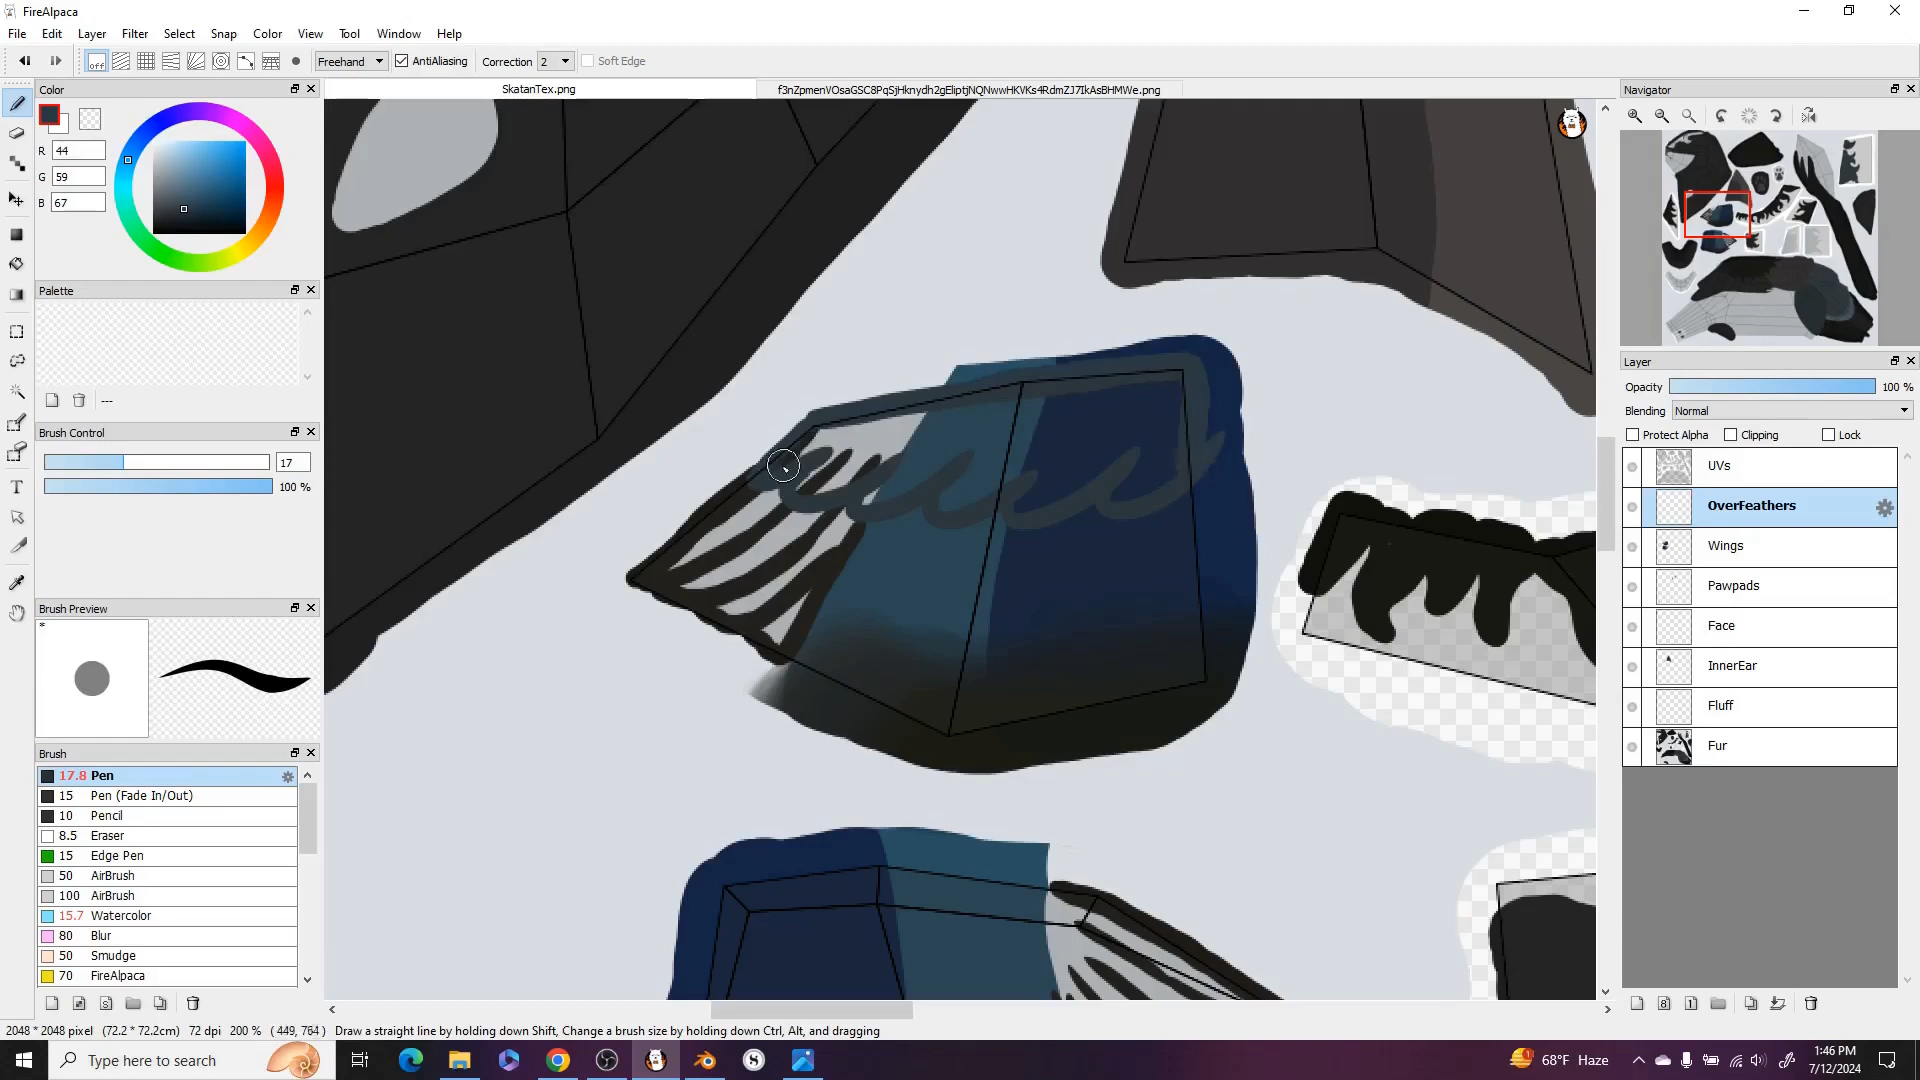 FireAlpaca
File Edit Layer Filter Select Snap Color View Tool Window Help
off Freehand AntiAliasing Correction 2 Soft Edge
Color SkatanTex.png f3nZpmenVOsaGSC8PqSjHknydh2gEliptjNQNwwHKVKs4RdmZJ7IkAsBHMWe.png Navigator
R 44
G 59
B 67
Palette
---
Brush Control
17
100 %
Brush Preview
*
Brush
17.8 Pen
15 Pen (Fade In/Out)
10 Pencil
8.5 Eraser
15 Edge Pen
50 AirBrush
100 AirBrush
15.7 Watercolor
80 Blur
50 Smudge
70 FireAlpaca
Layer
Opacity 100 %
Blending Normal
Protect Alpha Clipping Lock
UVs
OverFeathers
Wings
Pawpads
Face
InnerEar
Fluff
Fur
2048 * 2048 pixel (72.2 * 72.2cm) 72 dpi 200 % ( 449, 764 ) Draw a straight line by holding down Shift, Change a brush size by holding down Ctrl, Alt, and dragging
Type here to search 68°F Haze 1:46 PM
7/12/2024